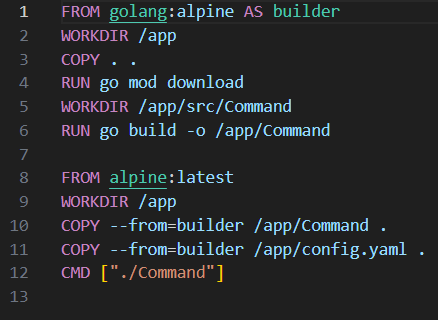 1 FROM golang:alpine AS builder
2 WORKDIR /app
3 COPY . .
4 RUN go mod download
5 WORKDIR /app/src/Command
6 RUN go build -o /app/Command
7
8 FROM alpine:latest
9 WORKDIR /app
10 COPY --from=builder /app/Command .
11 COPY --from=builder /app/config.yaml .
12 CMD ["./Command"]
13